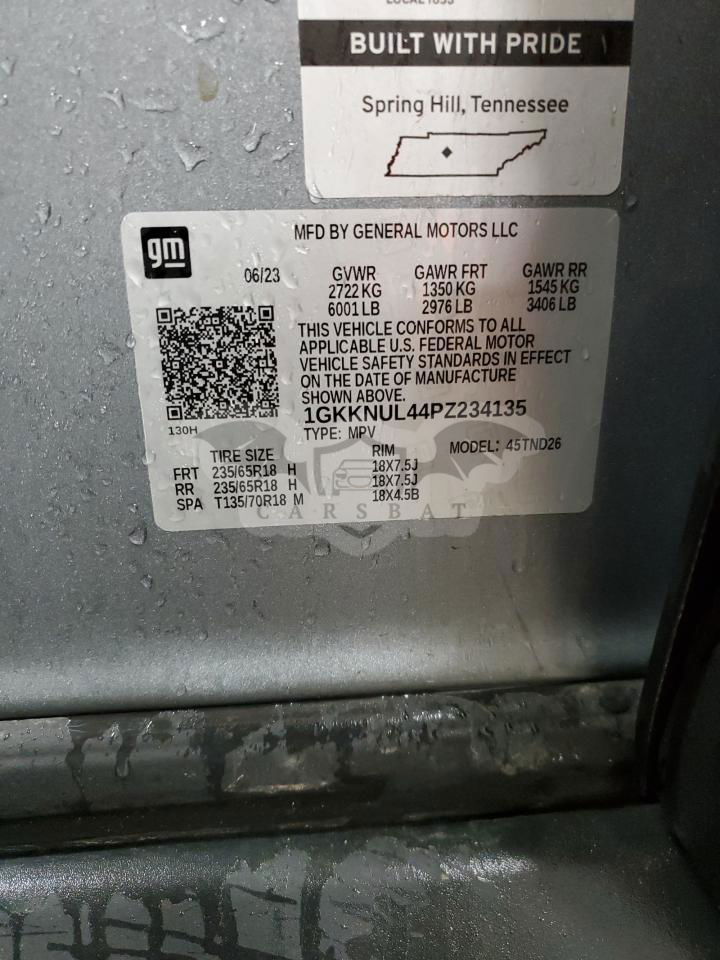 LOCAL 1853
BUILT WITH PRIDE
Spring Hill, Tennessee
gm
MFD BY GENERAL MOTORS LLC
06/23 GVWR GAWR FRT GAWR RR
2722 KG 1350 KG 1545 KG
6001 LB 2976 LB 3406 LB
THIS VEHICLE CONFORMS TO ALL
APPLICABLE U.S. FEDERAL MOTOR
VEHICLE SAFETY STANDARDS IN EFFECT
ON THE DATE OF MANUFACTURE
SHOWN ABOVE.
1GKKNUL44PZ234135
130H
TYPE: MPV MODEL: 45TND26
TIRE SIZE RIM
FRT 235/65R18 H 18X7.5J
RR 235/65R18 H 18X7.5J
SPA T135/70R18 M 18X4.5B
CARSBAT